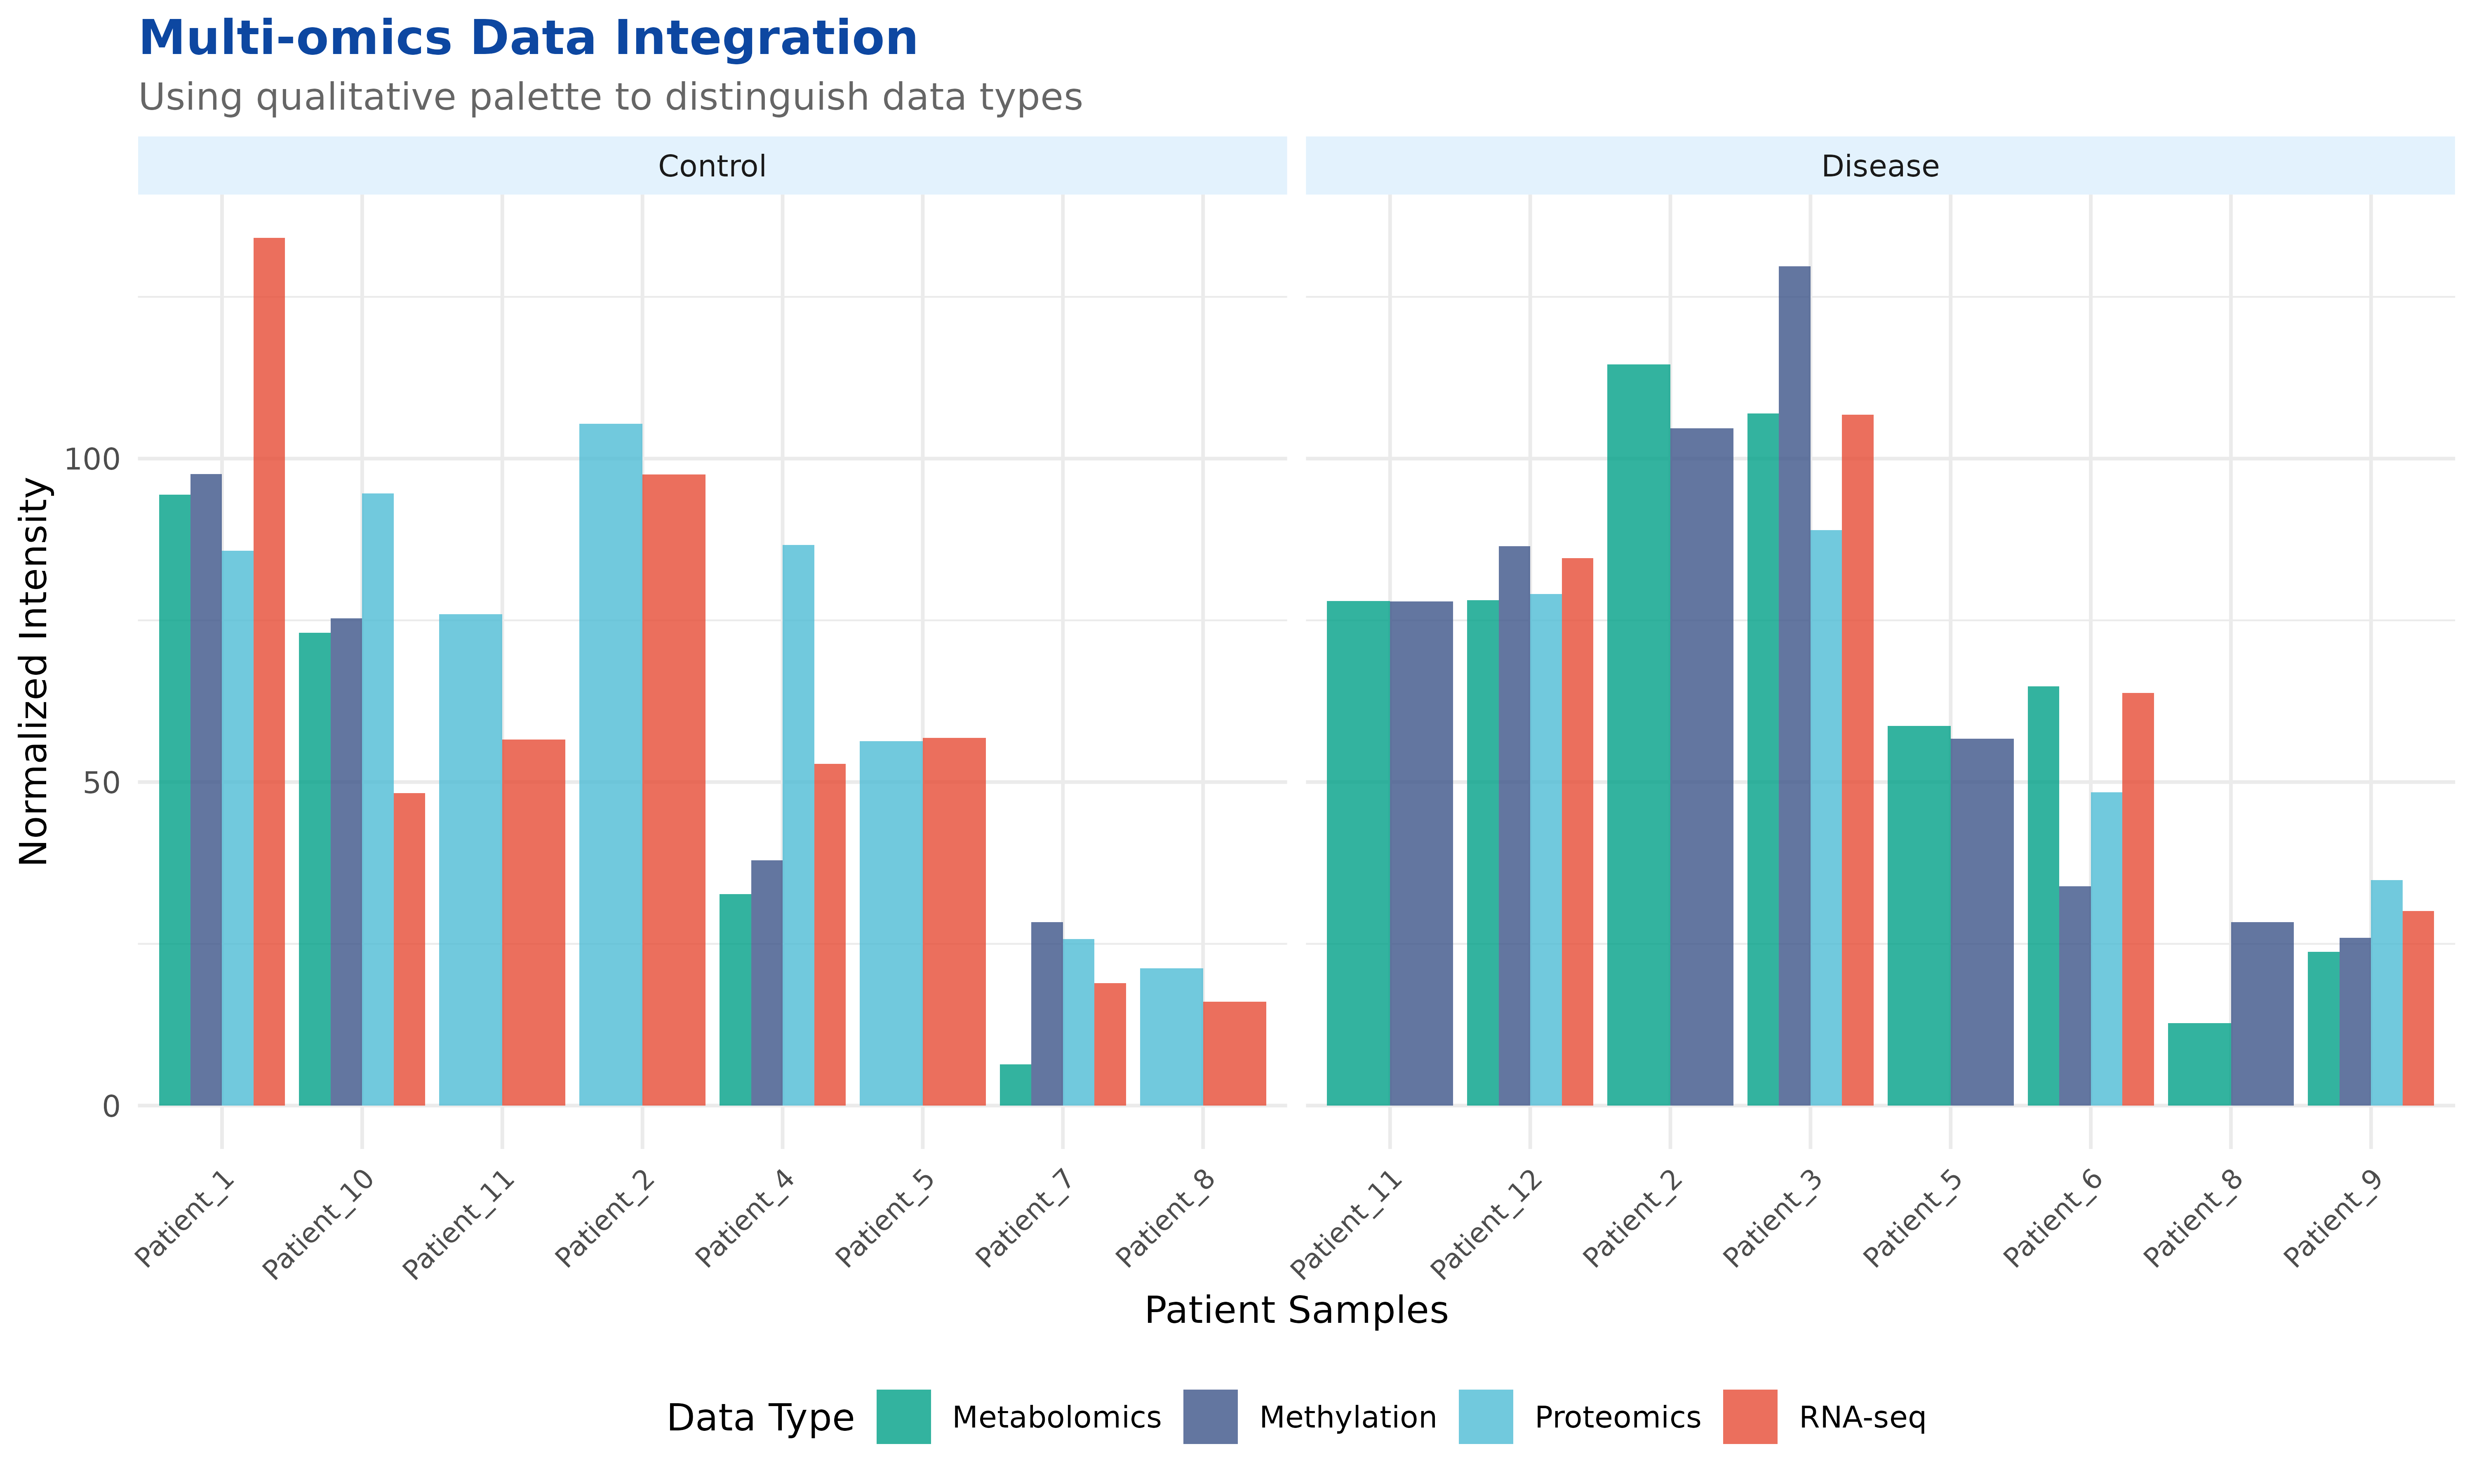 Multi-omics Data Integration
Using qualitative palette to distinguish data types
Control
Disease
Normalized Intensity
100
50
0
Patient_1
Patient_10
Patient_11
Patient_2
Patient_4
Patient_5
Patient_7
Patient_8
Patient_11
Patient_12
Patient_2
Patient_3
Patient_5
Patient_6
Patient_8
Patient_9
Patient Samples
Data Type
Metabolomics
Methylation
Proteomics
RNA-seq